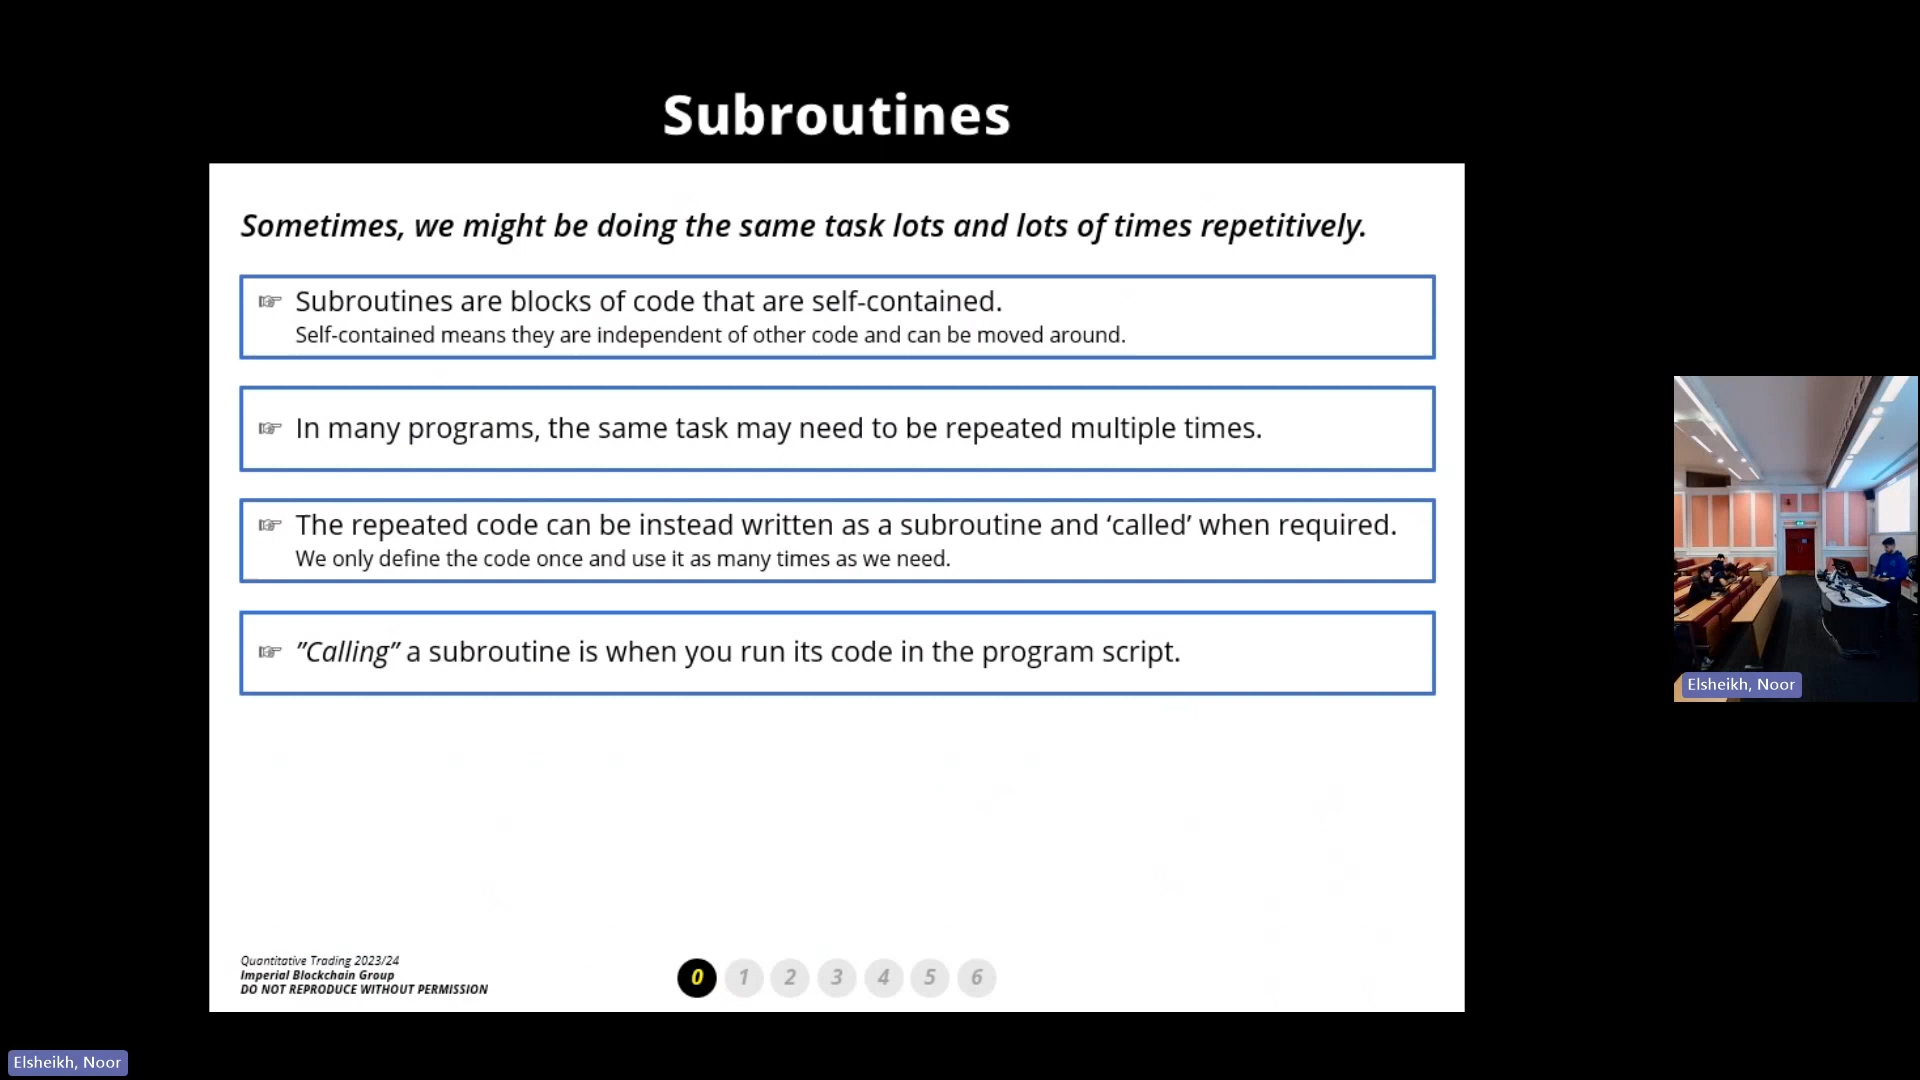 Subroutines
Sometimes, we might be doing the same task lots and lots of times repetitively.
☞ Subroutines are blocks of code that are self-contained.
Self-contained means they are independent of other code and can be moved around.
☞ In many programs, the same task may need to be repeated multiple times.
☞ The repeated code can be instead written as a subroutine and ‘called’ when required.
We only define the code once and use it as many times as we need.
☞ ”Calling” a subroutine is when you run its code in the program script.
Quantitative Trading 2023/24
Imperial Blockchain Group
DO NOT REPRODUCE WITHOUT PERMISSION
0 1 2 3 4 5 6
Elsheikh, Noor
Elsheikh, Noor